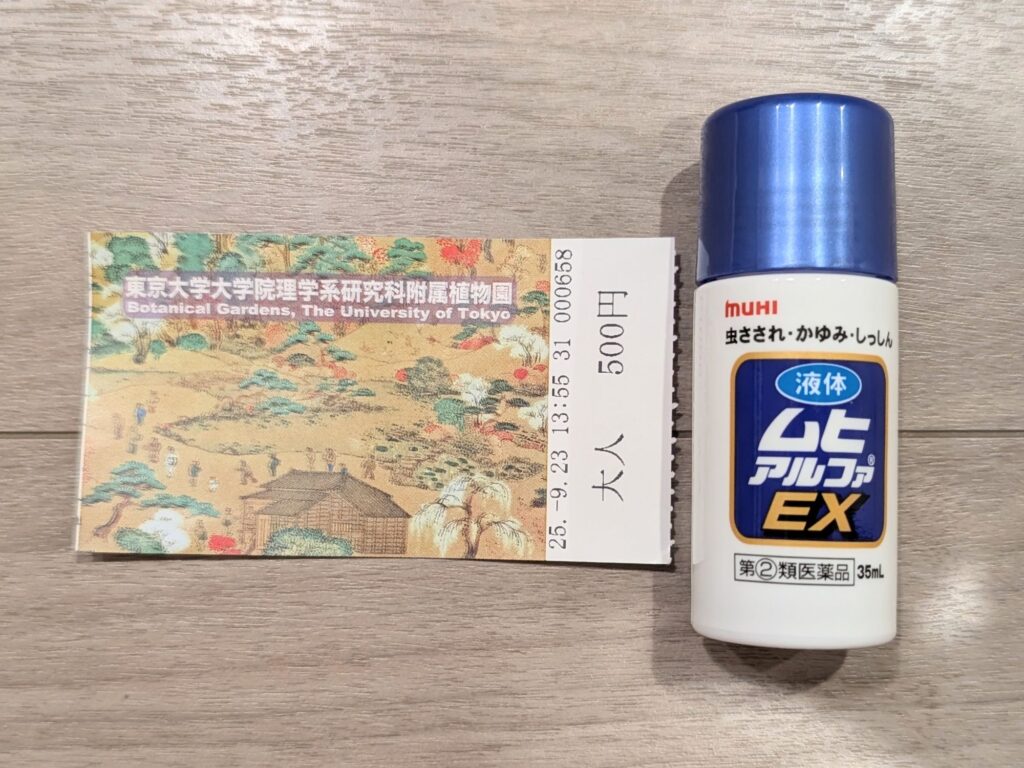 東京大学大学院理学系研究科附属植物園
Botanical Gardens, The University of Tokyo
25.-9.23 13:55 31 000658
大人 500円
muHI
虫さされ・かゆみ・しっしん
液体
ムヒ
アルファ®
EX
第②類医薬品 35mL